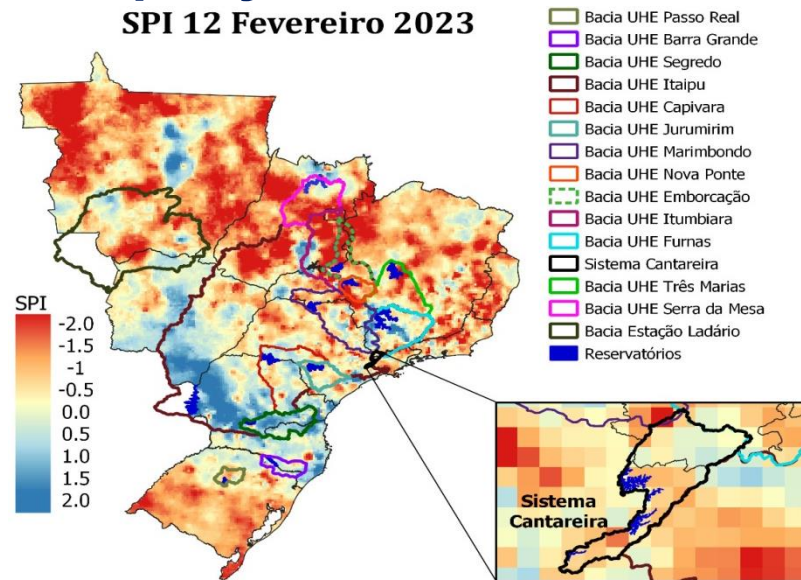 SPI 12 Fevereiro 2023
Bacia UHE Passo Real
Bacia UHE Barra Grande
Bacia UHE Segredo
Bacia UHE Itaipu
Bacia UHE Capivara
Bacia UHE Jurumirim
Bacia UHE Marimbondo
Bacia UHE Nova Ponte
Bacia UHE Emborcação
Bacia UHE Itumbiara
Bacia UHE Furnas
Sistema Cantareira
Bacia UHE Três Marias
Bacia UHE Serra da Mesa
Bacia Estação Ladário
Reservatórios
SPI
-2.0
-1.5
-1
-0.5
0.0
0.5
1.0
1.5
2.0
Sistema
Cantareira